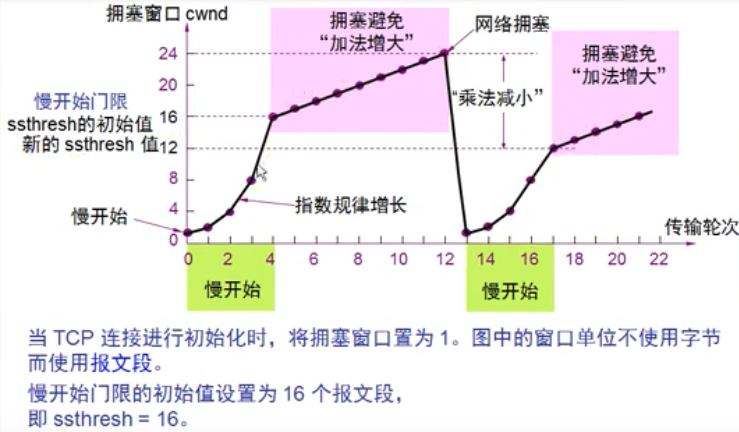 拥塞窗口 cwnd
拥塞避免
“加法增大”
网络拥塞
拥塞避免
“加法增大”
24
20
“乘法减小”
慢开始门限
ssthresh的初始值
16
新的 ssthresh 值
12
8
指数规律增长
慢开始
4
0
传输轮次
0 2 4 6 8 10 12 14 16 18 20 22
慢开始
慢开始
当 TCP 连接进行初始化时，将拥塞窗口置为 1。图中的窗口单位不使用字节
而使用报文段。
慢开始门限的初始值设置为 16 个报文段，
即 ssthresh = 16。